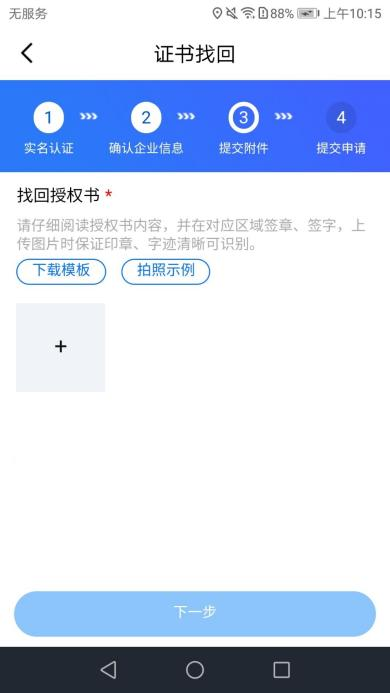 无服务 88% 上午10:15
证书找回
1 2 3 4
实名认证 确认企业信息 提交附件 提交申请
找回授权书 *
请仔细阅读授权书内容，并在对应区域签章、签字，上
传图片时保证印章、字迹清晰可识别。
下载模板 拍照示例
+
下一步